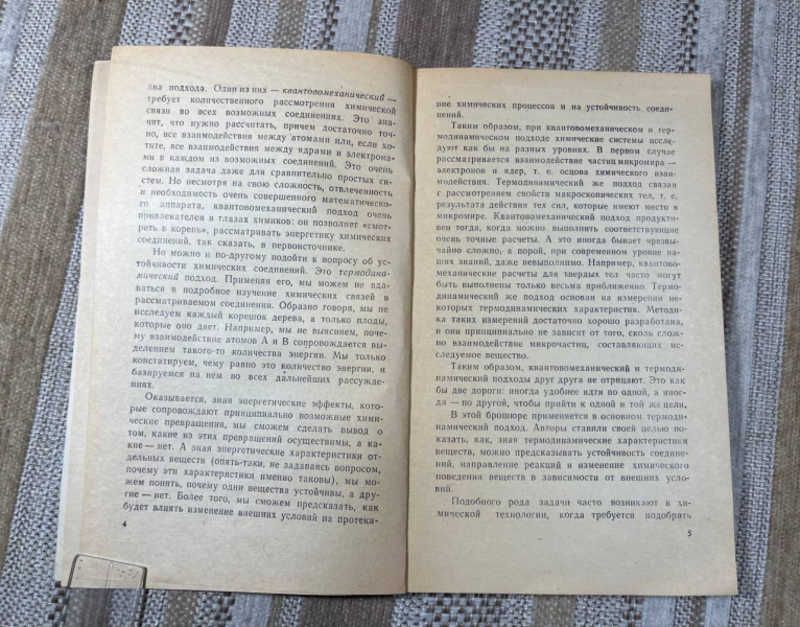 два подхода. Один из них — квантовомеханический —
требует количественного рассмотрения химической
связи во всех возможных соединениях. Это зна-
чит, что нужно рассчитать, причем достаточно точ-
но, все взаимодействия между атомами или, если хо-
тите, все взаимодействия между ядрами и электрона-
ми в каждом из возможных соединений. Это очень
сложная задача даже для сравнительно простых си-
стем. Но несмотря на свою сложность, отвлеченность
и необходимость очень совершенного математическо-
го аппарата, квантовомеханический подход очень
привлекателен в глазах химиков: он позволяет «смот-
реть в корень», рассматривать энергетику химических
соединений, так сказать, в первоисточнике.
Но можно и по-другому подойти к вопросу об ус-
тойчивости химических соединений. Это термодина-
мический подход. Применяя его, мы можем не вда-
ваться в подробное изучение химических связей в
рассматриваемом соединении. Образно говоря, мы не
исследуем каждый корешок дерева, а только плоды,
которые оно дает. Например, мы не выясняем, поче-
му взаимодействие атомов А и В сопровождается вы-
делением такого-то количества энергии. Мы только
констатируем, чему равно это количество энергии, и
базируемся на нем во всех дальнейших рассужде-
ниях.
Оказывается, зная энергетические эффекты, кото-
рые сопровождают принципиально возможные хими-
ческие превращения, мы сможем сделать вывод о
том, какие из этих превращений осуществимы, а ка-
кие — нет. А зная энергетические характеристики от-
дельных веществ (опять-таки, не задаваясь вопросом,
почему эти характеристики именно таковы), мы мо-
жем понять, почему одни вещества устойчивы, а дру-
гие — нет. Более того, мы сможем предсказать, как
будет влиять изменение внешних условий на протека-
4
ние химических процессов и на устойчивость соеди-
нений.
Таким образом, при квантовомеханическом и тер-
модинамическом подходе химические системы иссле-
дуют как бы на разных уровнях. В первом случае
рассматривается взаимодействие частиц микромира —
электронов и ядер, т. е. основа химического взаи-
модействия. Термодинамический же подход связан
с рассмотрением свойств макроскопических тел, т. е.
результата действия тех сил, которые имеют место в
микромире. Квантовомеханический подход продукти-
вен тогда, когда можно выполнить соответствующие
очень точные расчеты. А это иногда бывает чрезвы-
чайно сложно, а порой, при современном уровне на-
ших знаний, даже невыполнимо. Например, квантово-
механические расчеты для твердых тел часто могут
быть выполнены только весьма приближенно. Термо-
динамический же подход основан на измерении не-
которых термодинамических характеристик. Методи-
ка таких измерений достаточно хорошо разработана,
и она принципиально не зависит от того, сколь слож-
но взаимодействие микрочастиц, составляющих ис-
следуемое вещество.
Таким образом, квантовомеханический и термоди-
намический подходы друг друга не отрицают. Это как
бы две дороги: иногда удобнее идти по одной, а иног-
да — по другой, чтобы прийти к одной и той же цели.
В этой брошюре применяется в основном термоди-
намический подход. Авторы ставили своей целью по-
казать, как, зная термодинамические характеристики
веществ, можно предсказывать устойчивость соедине-
ний, направление реакций и изменение химического
поведения веществ в зависимости от внешних усло-
вий.
Подобного рода задачи часто возникают в хи-
мической технологии, когда требуется подобрать
5